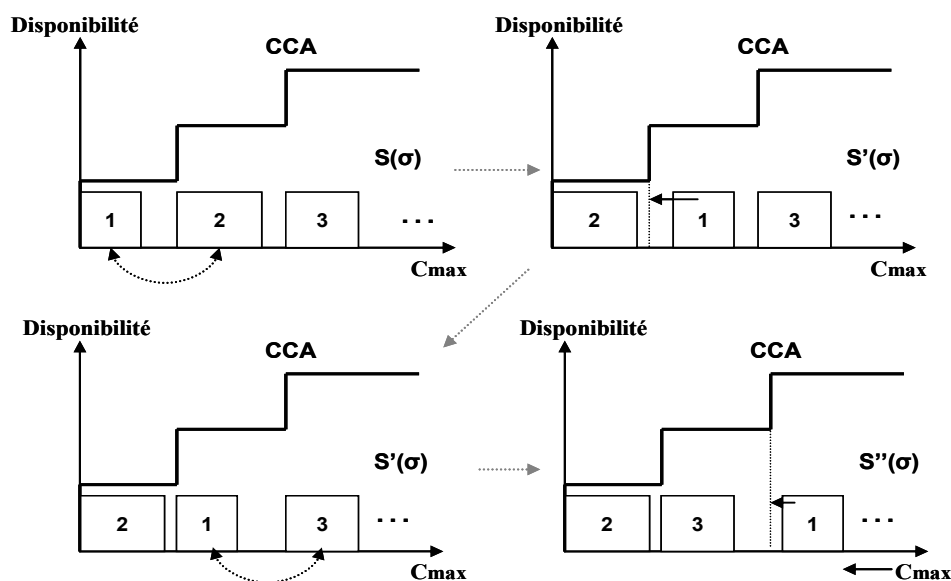 Disponibilité
CCA
S(σ)
1 2 3 ...
Cmax
Disponibilité
CCA
S’(σ)
2 1 3 ...
Cmax
Disponibilité
CCA
S’(σ)
2 1 3 ...
Cmax
Disponibilité
CCA
S’’(σ)
2 3 1 ...
Cmax